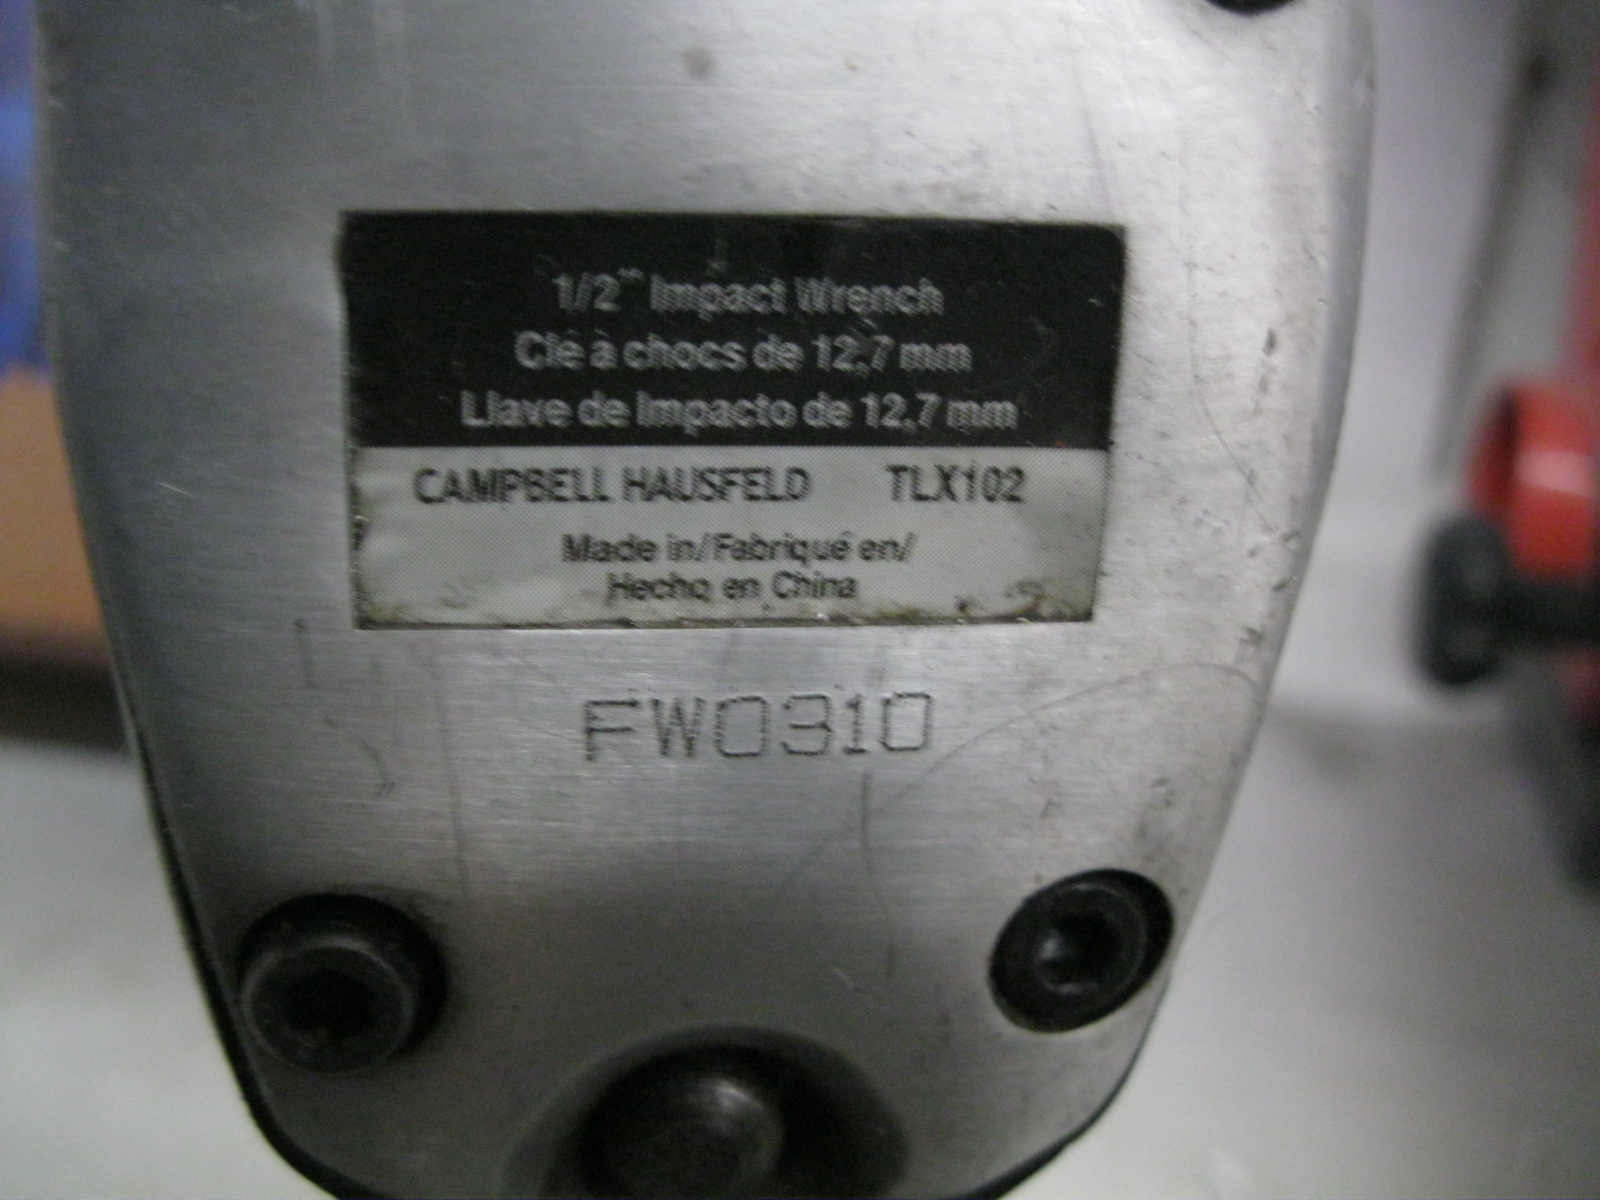 1/2" Impact Wrench
Clé à chocs de 12,7 mm
Llave de Impacto de 12,7 mm
CAMPBELL HAUSFELD TLX102
Made in/Fabriqué en/
Hecho en China
FW0310